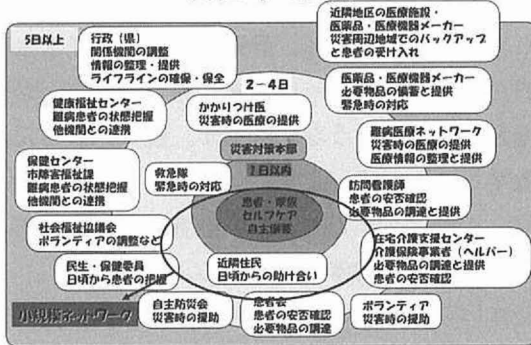 5日以上
行政（県）
関係機関の調整
情報の整理・提供
ライフラインの確保・保全
近隣地区の医療施設・
医薬品・医療機器メーカー
災害周辺地域でのバックアップ
と患者の受け入れ
2－4日
健康福祉センター
難病患者の状態把握
他機関との連携
かかりつけ医
災害時の医療の提供
医薬品・医療機器メーカー
必要物品の備蓄と提供
緊急時の対応
災害対策本部
難病医療ネットワーク
災害時の医療の提供
医療情報の整理と提供
保健センター
市障害福祉課
難病患者の状態把握
他機関との連携
救急隊
緊急時の対応
1日以内
患者・家族
セルフケア
自主備蓄
訪問看護師
患者の安否確認
必要物品の調達と提供
社会福祉協議会
ボランティアの調整など
民生・保健委員
日頃から患者の把握
近隣住民
日頃からの助け合い
在宅介護支援センター
介護保険事業者（ヘルパー）
必要物品の調達と提供
患者の安否確認
小規模ネットワーク
自主防災会
災害時の援助
患者会
患者の安否確認
必要物品の調達
ボランティア
災害時の援助